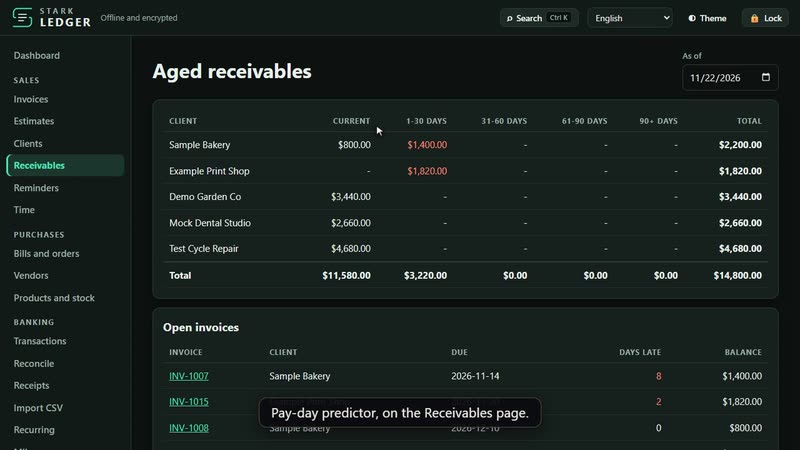 STARK
LEDGER
Offline and encrypted
Search Ctrl K
English
Theme
Lock
Dashboard
SALES
Invoices
Estimates
Clients
Receivables
Reminders
Time
PURCHASES
Bills and orders
Vendors
Products and stock
BANKING
Transactions
Reconcile
Receipts
Import CSV
Recurring
Aged receivables
As of
11/22/2026
CLIENT CURRENT 1-30 DAYS 31-60 DAYS 61-90 DAYS 90+ DAYS TOTAL
Sample Bakery $800.00 $1,400.00 - - - $2,200.00
Example Print Shop - $1,820.00 - - - $1,820.00
Demo Garden Co $3,440.00 - - - - $3,440.00
Mock Dental Studio $2,660.00 - - - - $2,660.00
Test Cycle Repair $4,680.00 - - - - $4,680.00
Total $11,580.00 $3,220.00 $0.00 $0.00 $0.00 $14,800.00
Open invoices
INVOICE CLIENT DUE DAYS LATE BALANCE
INV-1007 Sample Bakery 2026-11-14 8 $1,400.00
INV-1015 2 $1,820.00
Pay-day predictor, on the Receivables page.
INV-1008 Sample Bakery 2026-12-10 0 $800.00